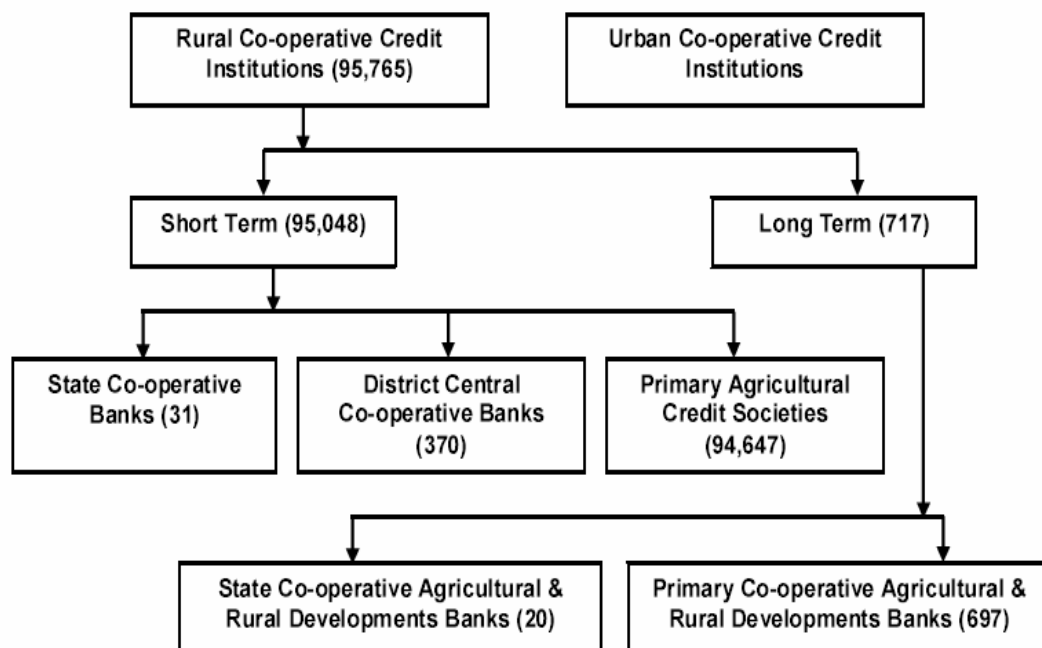 Rural Co-operative Credit
Institutions (95,765)
Urban Co-operative Credit
Institutions
Short Term (95,048)
Long Term (717)
State Co-operative
Banks (31)
District Central
Co-operative Banks
(370)
Primary Agricultural
Credit Societies
(94,647)
State Co-operative Agricultural &
Rural Developments Banks (20)
Primary Co-operative Agricultural &
Rural Developments Banks (697)